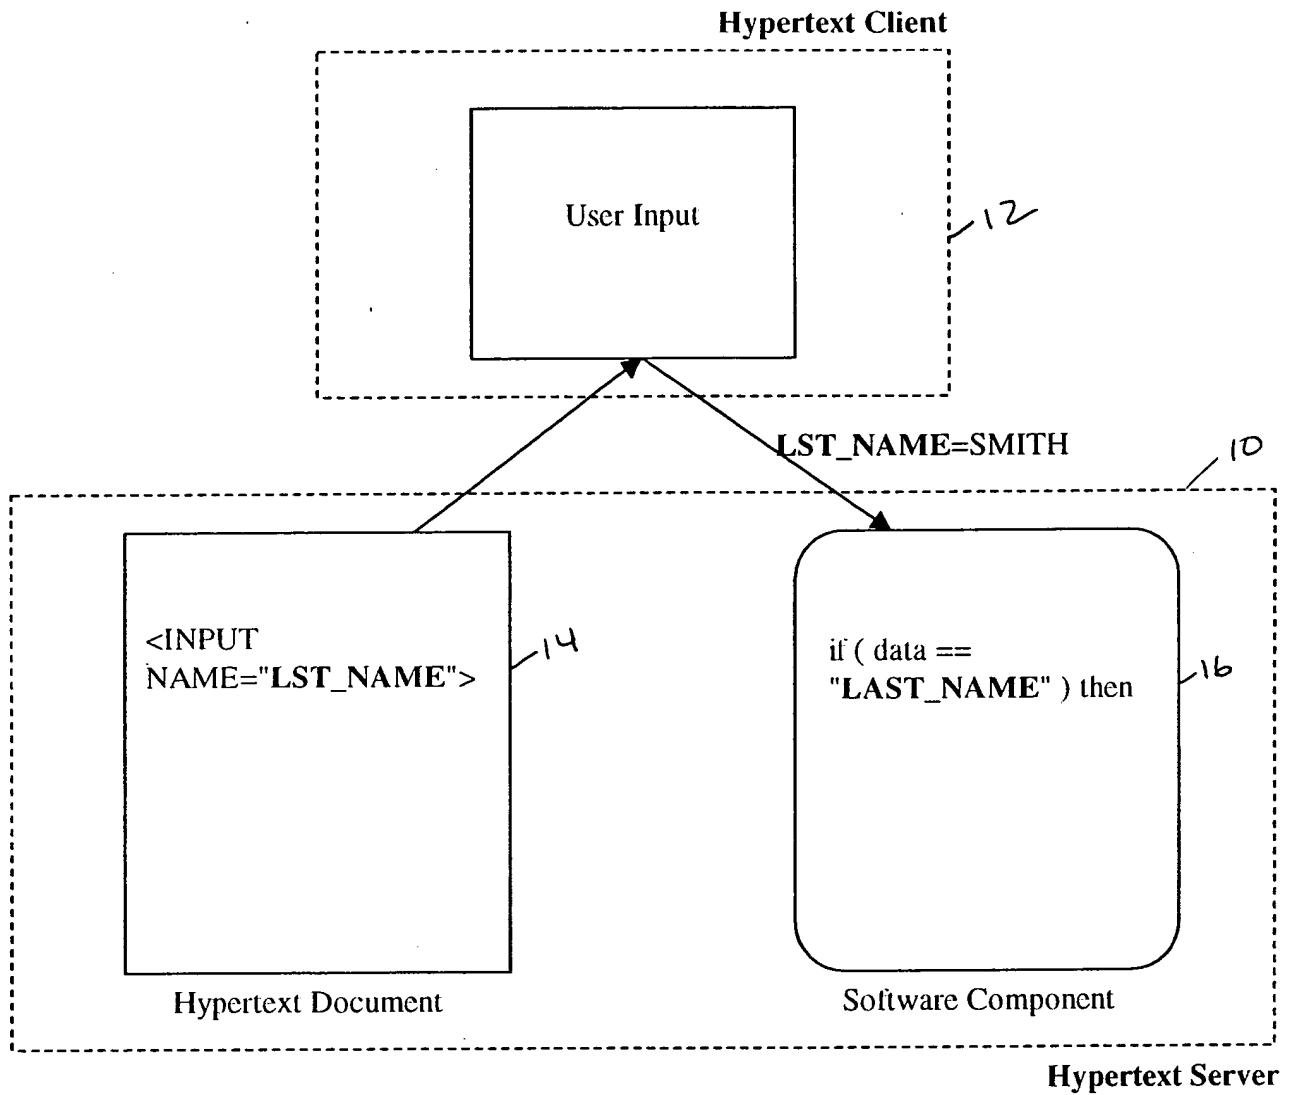 Hypertext Client
User Input
12
LST_NAME=SMITH
10
<INPUT
NAME="LST_NAME">
14
if ( data ==
"LAST_NAME" ) then
16
Hypertext Document
Software Component
Hypertext Server